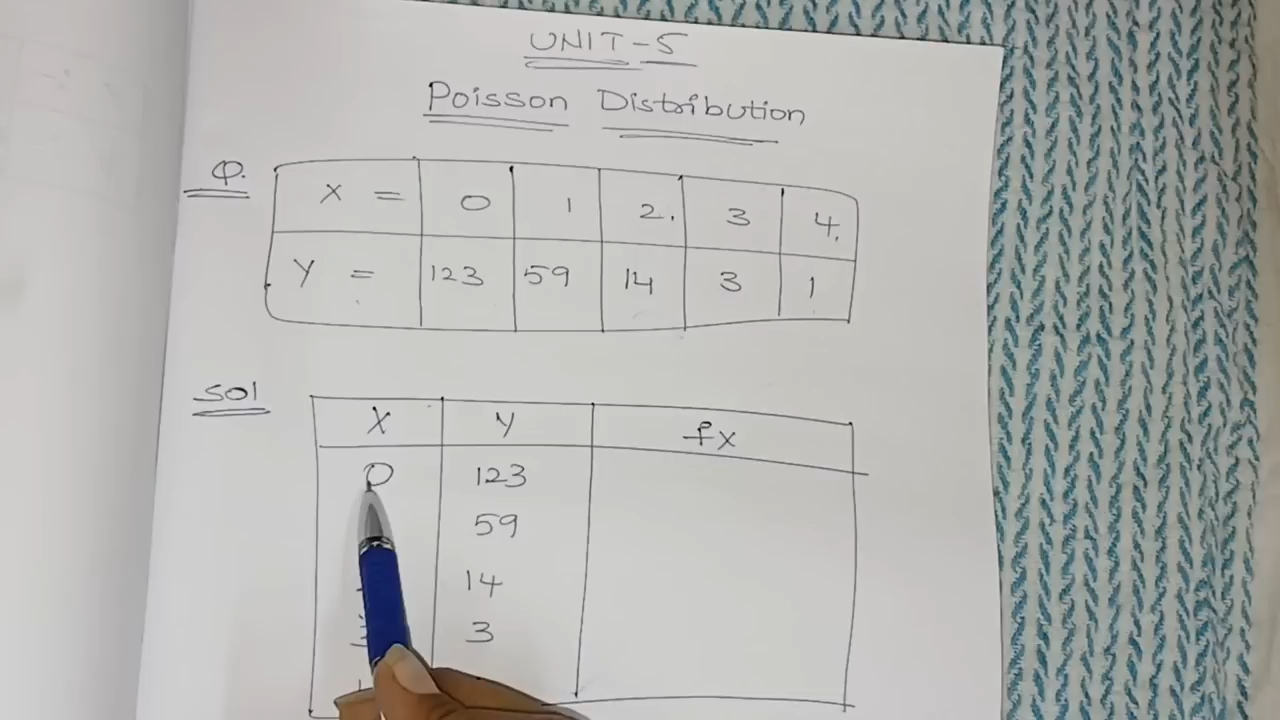 UNIT-5
Poisson Distribution
Q.
X = 0 1 2. 3 4.
Y = 123 59 14 3 1
Sol
X Y fx
0 123
59
14
3